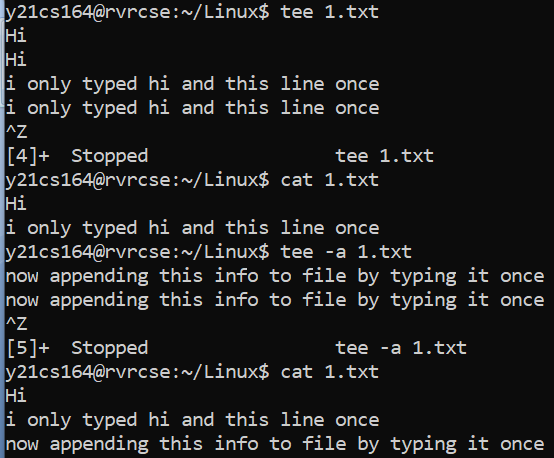 y21cs164@rvrcse:~/Linux$ tee 1.txt
Hi
Hi
i only typed hi and this line once
i only typed hi and this line once
^Z
[4]+  Stopped                 tee 1.txt
y21cs164@rvrcse:~/Linux$ cat 1.txt
Hi
i only typed hi and this line once
y21cs164@rvrcse:~/Linux$ tee -a 1.txt
now appending this info to file by typing it once
now appending this info to file by typing it once
^Z
[5]+  Stopped                 tee -a 1.txt
y21cs164@rvrcse:~/Linux$ cat 1.txt
Hi
i only typed hi and this line once
now appending this info to file by typing it once